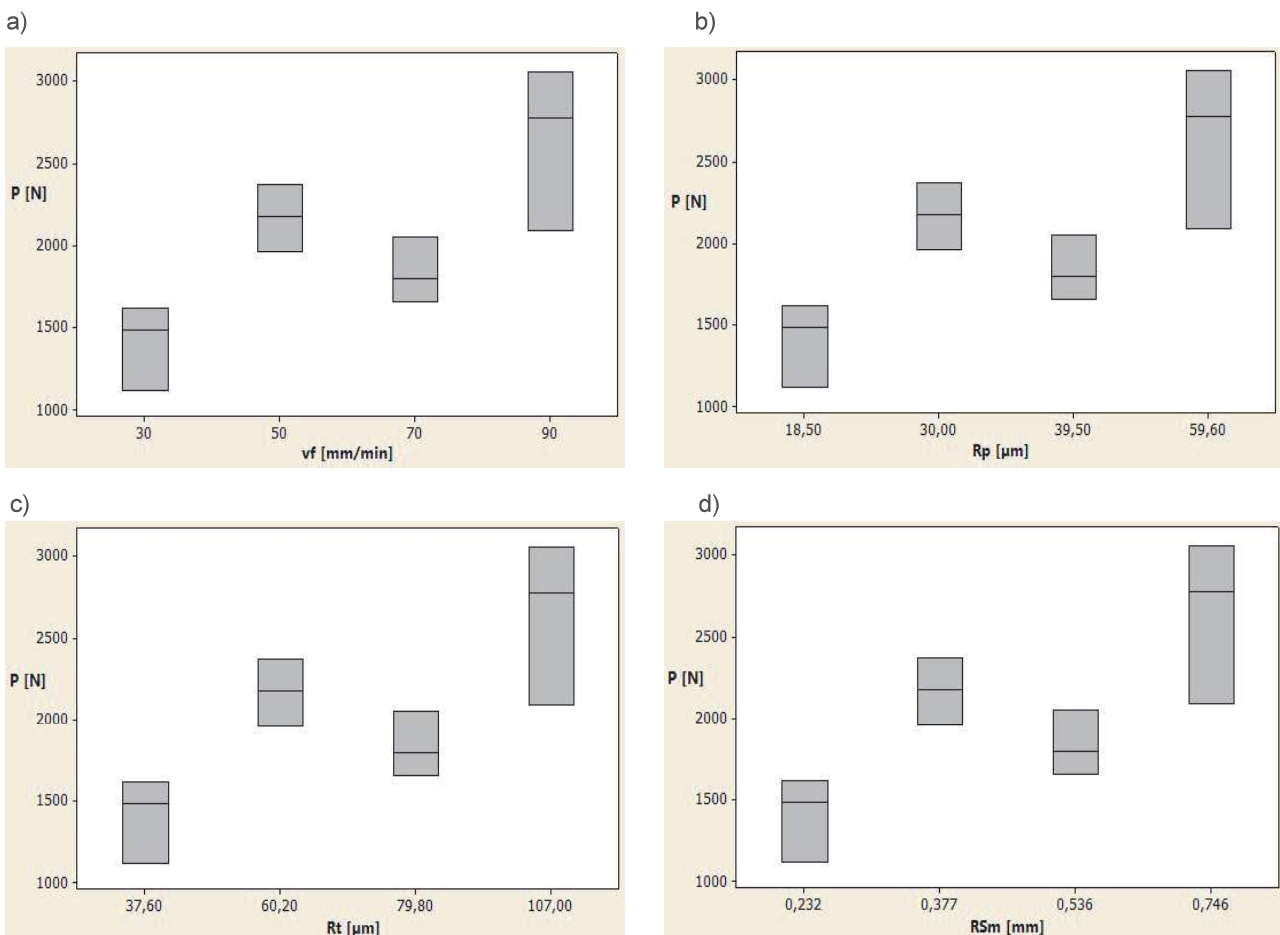 a)
3000
2500
P [N]
2000
1500
1000
30 50 70 90
vf [mm/min]
b)
3000
2500
P [N]
2000
1500
1000
18,50 30,00 39,50 59,60
Rp [µm]
c)
3000
2500
P [N]
2000
1500
1000
37,60 60,20 79,80 107,00
Rt [µm]
d)
3000
2500
P [N]
2000
1500
1000
0,232 0,377 0,536 0,746
RSm [mm]